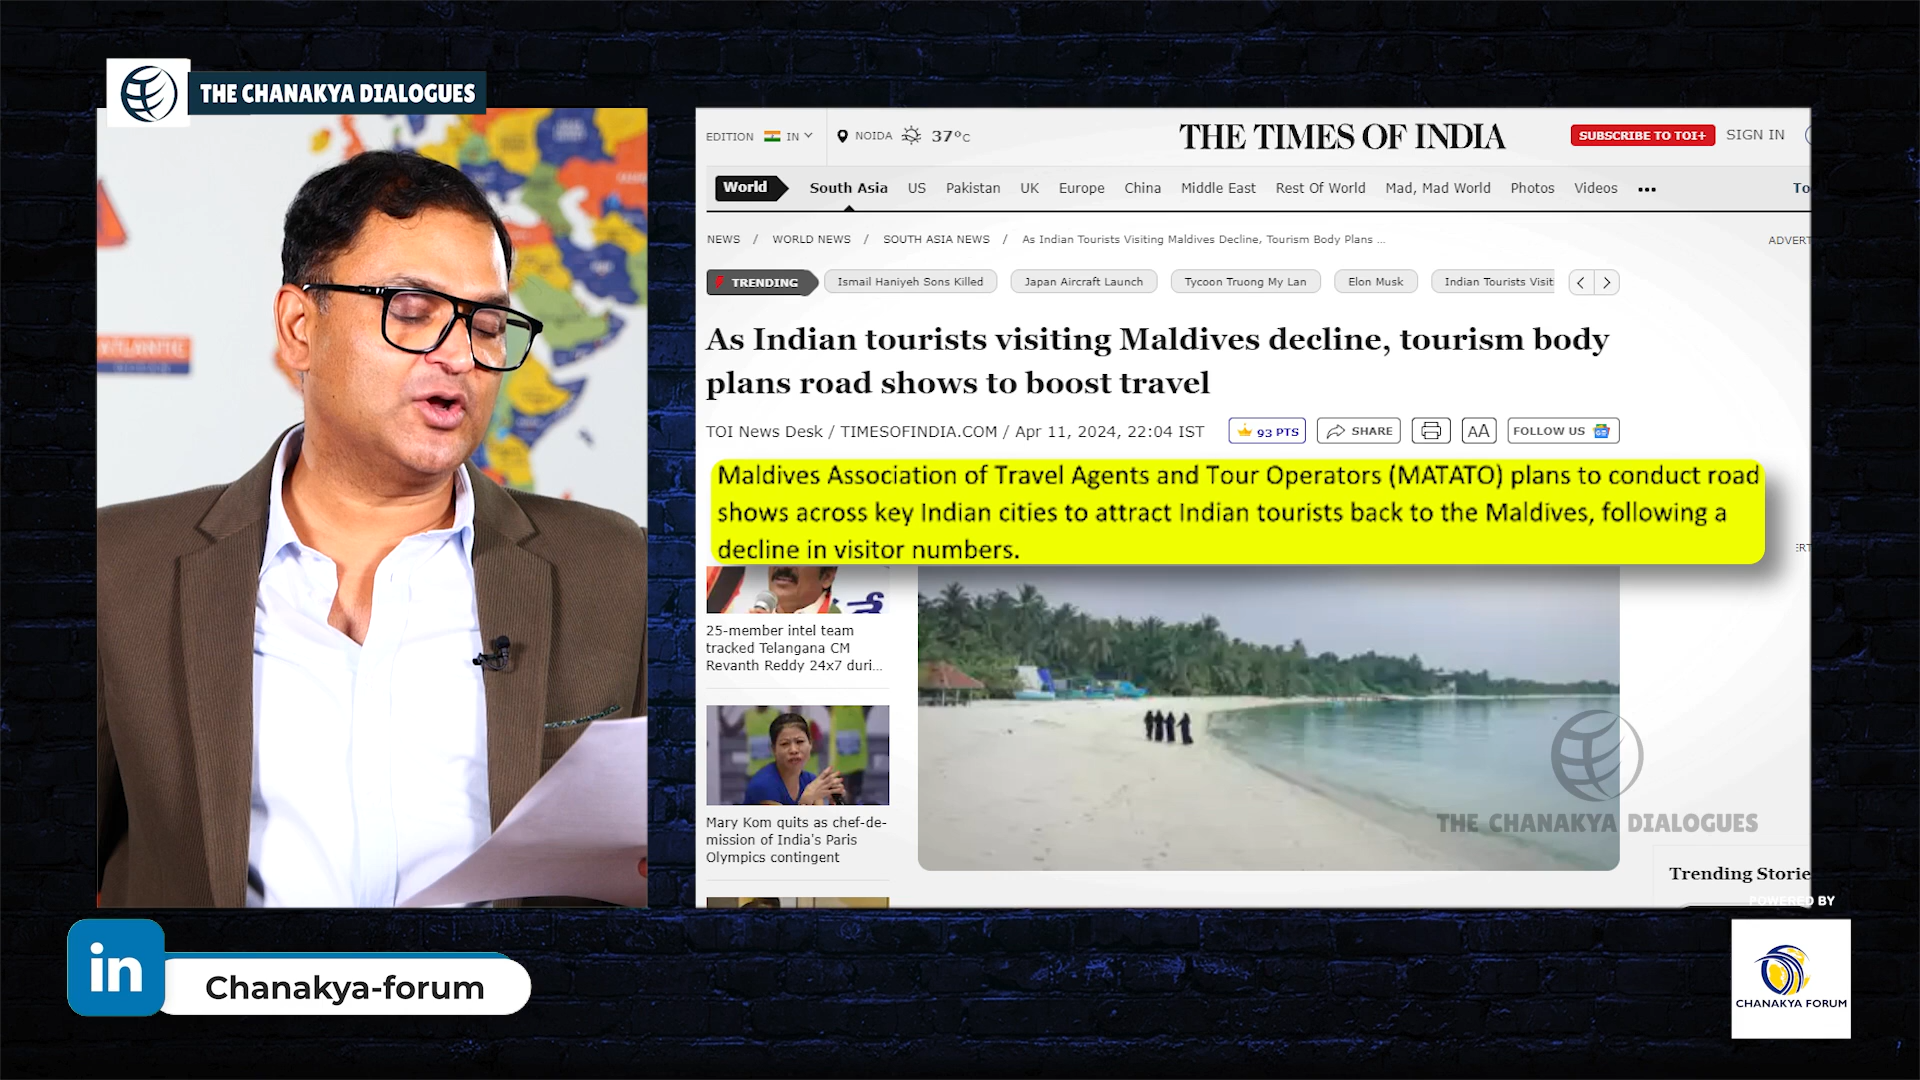 THE CHANAKYA DIALOGUES
ATLANTIC
EDITION IN NOIDA 37°C
THE TIMES OF INDIA
SUBSCRIBE TO TOI+ SIGN IN
World South Asia US Pakistan UK Europe China Middle East Rest Of World Mad, Mad World Photos Videos ••• To
NEWS / WORLD NEWS / SOUTH ASIA NEWS / As Indian Tourists Visiting Maldives Decline, Tourism Body Plans ...
ADVERT
TRENDING Ismail Haniyeh Sons Killed Japan Aircraft Launch Tycoon Truong My Lan Elon Musk Indian Tourists Visit
As Indian tourists visiting Maldives decline, tourism body
plans road shows to boost travel
TOI News Desk / TIMESOFINDIA.COM / Apr 11, 2024, 22:04 IST 93 PTS SHARE AA FOLLOW US
Maldives Association of Travel Agents and Tour Operators (MATATO) plans to conduct road
shows across key Indian cities to attract Indian tourists back to the Maldives, following a
decline in visitor numbers.
25-member intel team
tracked Telangana CM
Revanth Reddy 24x7 duri...
Mary Kom quits as chef-de-
mission of India's Paris
Olympics contingent
THE CHANAKYA DIALOGUES
Trending Storie
POWERED BY
CHANAKYA FORUM
in
Chanakya-forum